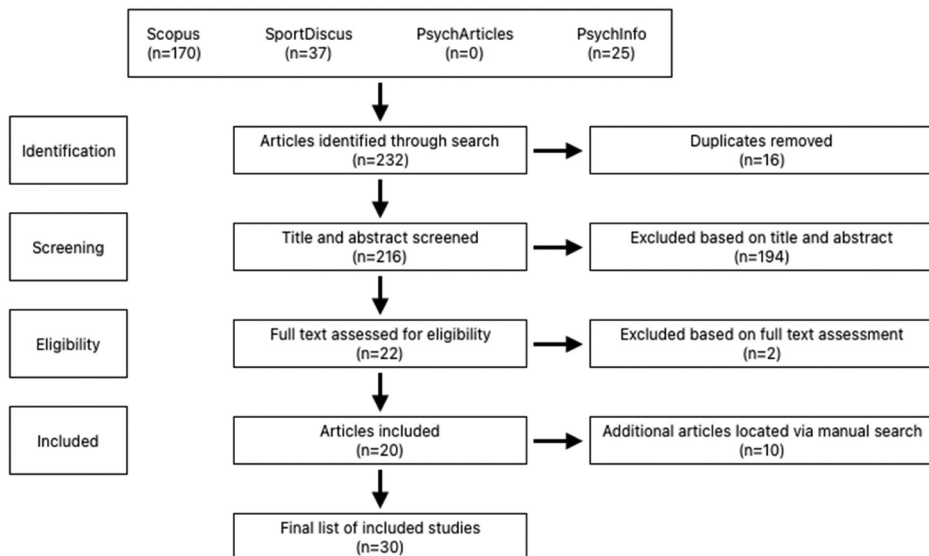 Scopus
(n=170)
SportDiscus
(n=37)
PsychArticles
(n=0)
PsychInfo
(n=25)
Identification
Articles identified through search
(n=232)
Duplicates removed
(n=16)
Screening
Title and abstract screened
(n=216)
Excluded based on title and abstract
(n=194)
Eligibility
Full text assessed for eligibility
(n=22)
Excluded based on full text assessment
(n=2)
Included
Articles included
(n=20)
Additional articles located via manual search
(n=10)
Final list of included studies
(n=30)